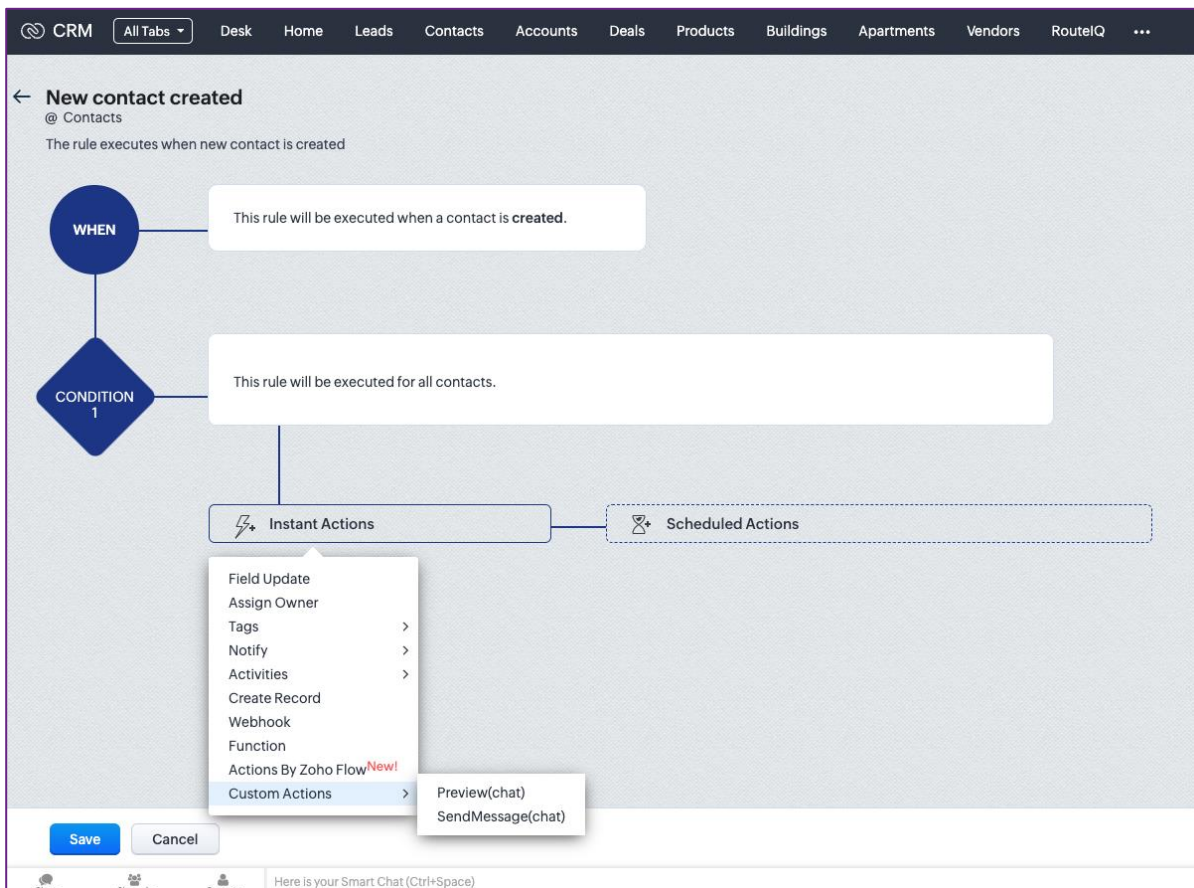 CRM All Tabs Desk Home Leads Contacts Accounts Deals Products Buildings Apartments Vendors RouteIQ •••
New contact created
@ Contacts
The rule executes when new contact is created
WHEN
This rule will be executed when a contact is created.
CONDITION
1
This rule will be executed for all contacts.
Instant Actions
Scheduled Actions
Field Update
Assign Owner
Tags
Notify
Activities
Create Record
Webhook
Function
Actions By Zoho Flow New!
Custom Actions
Preview(chat)
SendMessage(chat)
Save Cancel
Here is your Smart Chat (Ctrl+Space)